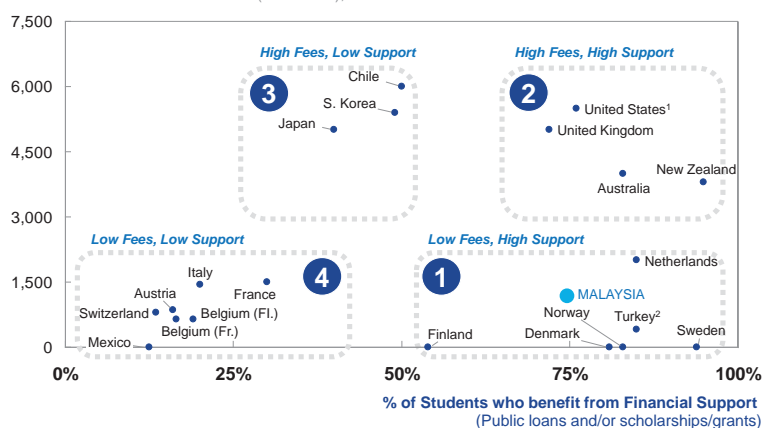 7,500
High Fees, Low Support
High Fees, High Support
Chile
6,000
3
2
S. Korea
United States¹
Japan
United Kingdom
4,500
New Zealand
Australia
3,000
Low Fees, Low Support
Low Fees, High Support
Italy
4
1
Netherlands
1,500
Austria
France
MALAYSIA
Switzerland
Belgium (Fl.)
Norway
Turkey²
Belgium (Fr.)
Mexico
Finland
Denmark
Sweden
0
0%
25%
50%
75%
100%
% of Students who benefit from Financial Support
(Public loans and/or scholarships/grants)